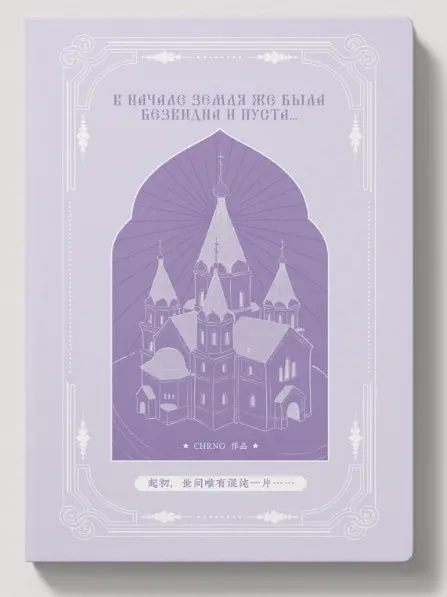 В НАЧАЛЕ ЗЕМЛЯ ЖЕ БЫЛА
БЕЗВИДНА И ПУСТА...
★ CHRNO 作品 ★
起初，世间唯有混沌一片……